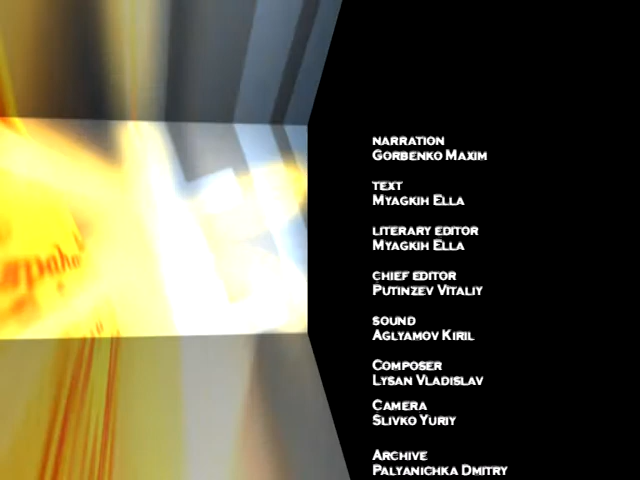 NARRATION
GORBENKO MAXIM
TEXT
MYAGKIH ELLA
LITERARY EDITOR
MYAGKIH ELLA
CHIEF EDITOR
PUTINZEV VITALIY
SOUND
AGLYAMOV KIRIL
COMPOSER
LYSAN VLADISLAV
CAMERA
SLIVKO YURIY
ARCHIVE
PALYANICHKA DMITRY